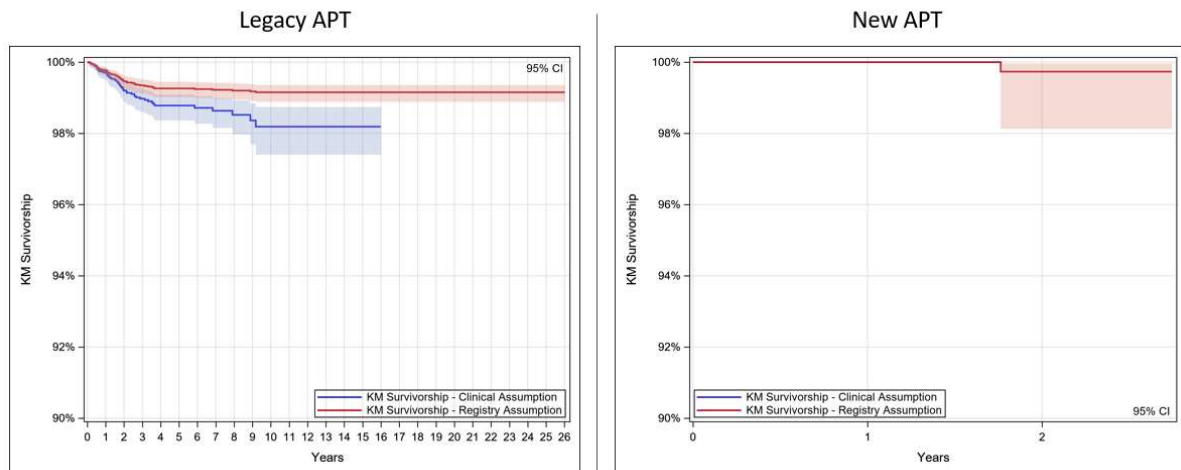 Legacy APT
100%
98%
96%
94%
92%
90%
KM Survivorship
95% CI
KM Survivorship - Clinical Assumption
KM Survivorship - Registry Assumption
0 1 2 3 4 5 6 7 8 9 10 11 12 13 14 15 16 17 18 19 20 21 22 23 24 25 26
Years
New APT
100%
98%
96%
94%
92%
90%
KM Survivorship
KM Survivorship - Clinical Assumption
KM Survivorship - Registry Assumption
95% CI
0 1 2
Years